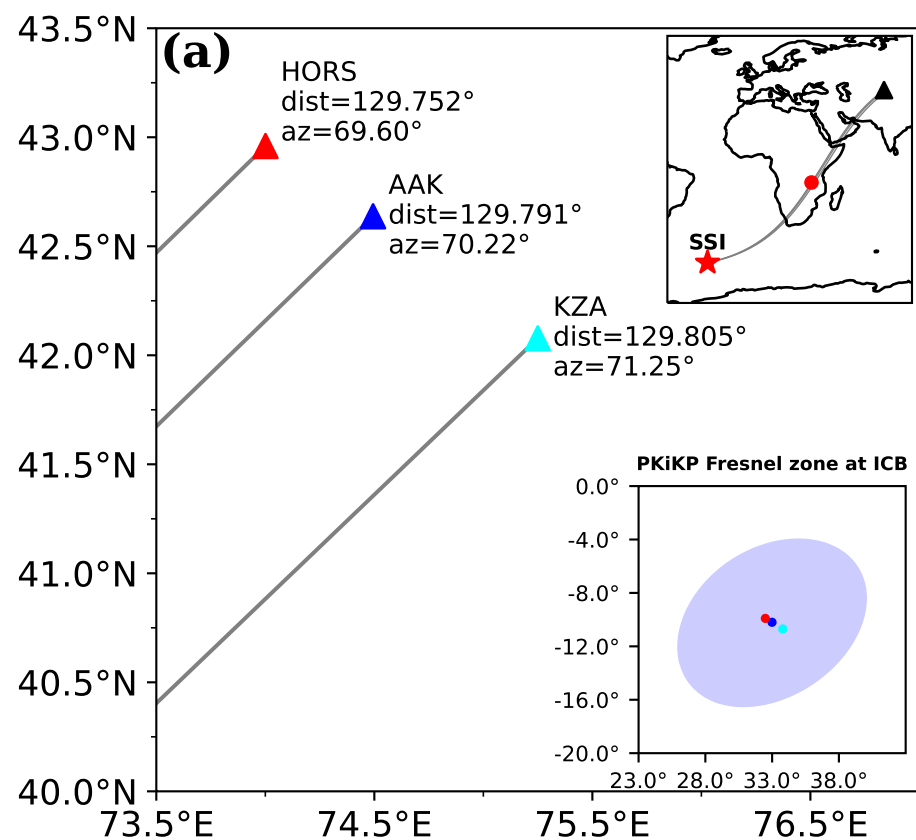 43.5°N
(a)
HORS
dist=129.752°
az=69.60°
43.0°N
AAK
dist=129.791°
az=70.22°
SSI
42.5°N
KZA
dist=129.805°
az=71.25°
42.0°N
41.5°N
PKiKP Fresnel zone at ICB
0.0°
-4.0°
41.0°N
-8.0°
-12.0°
40.5°N
-16.0°
-20.0°
23.0° 28.0° 33.0° 38.0°
40.0°N
73.5°E 74.5°E 75.5°E 76.5°E